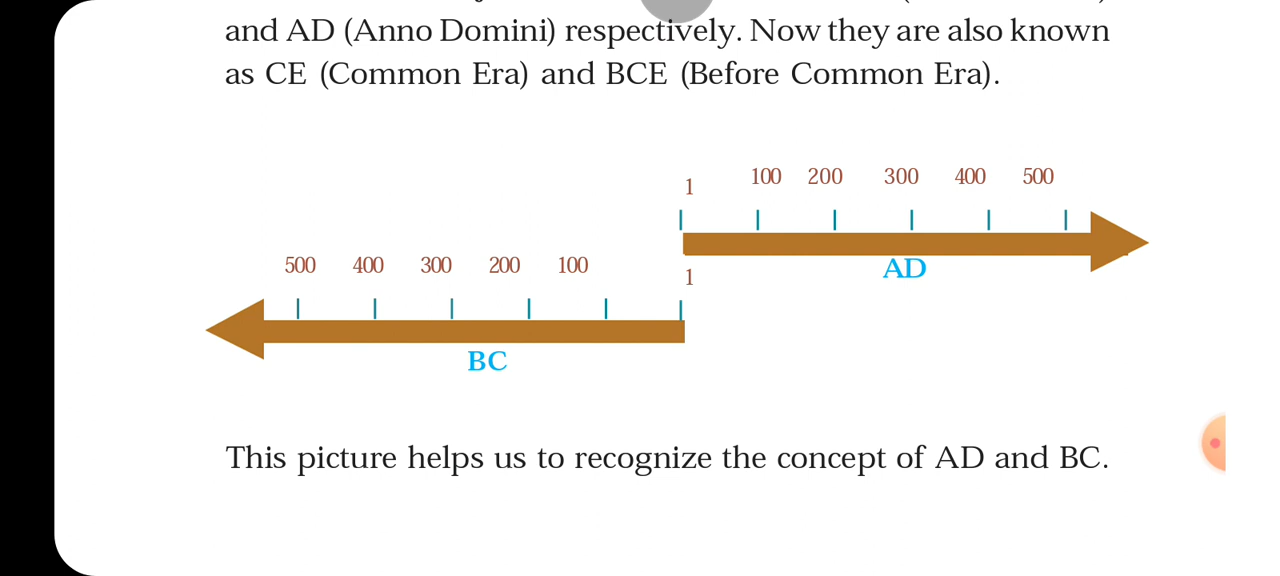 and AD (Anno Domini) respectively. Now they are also known
as CE (Common Era) and BCE (Before Common Era).
1 100 200 300 400 500
AD
500 400 300 200 100 1
BC
This picture helps us to recognize the concept of AD and BC.